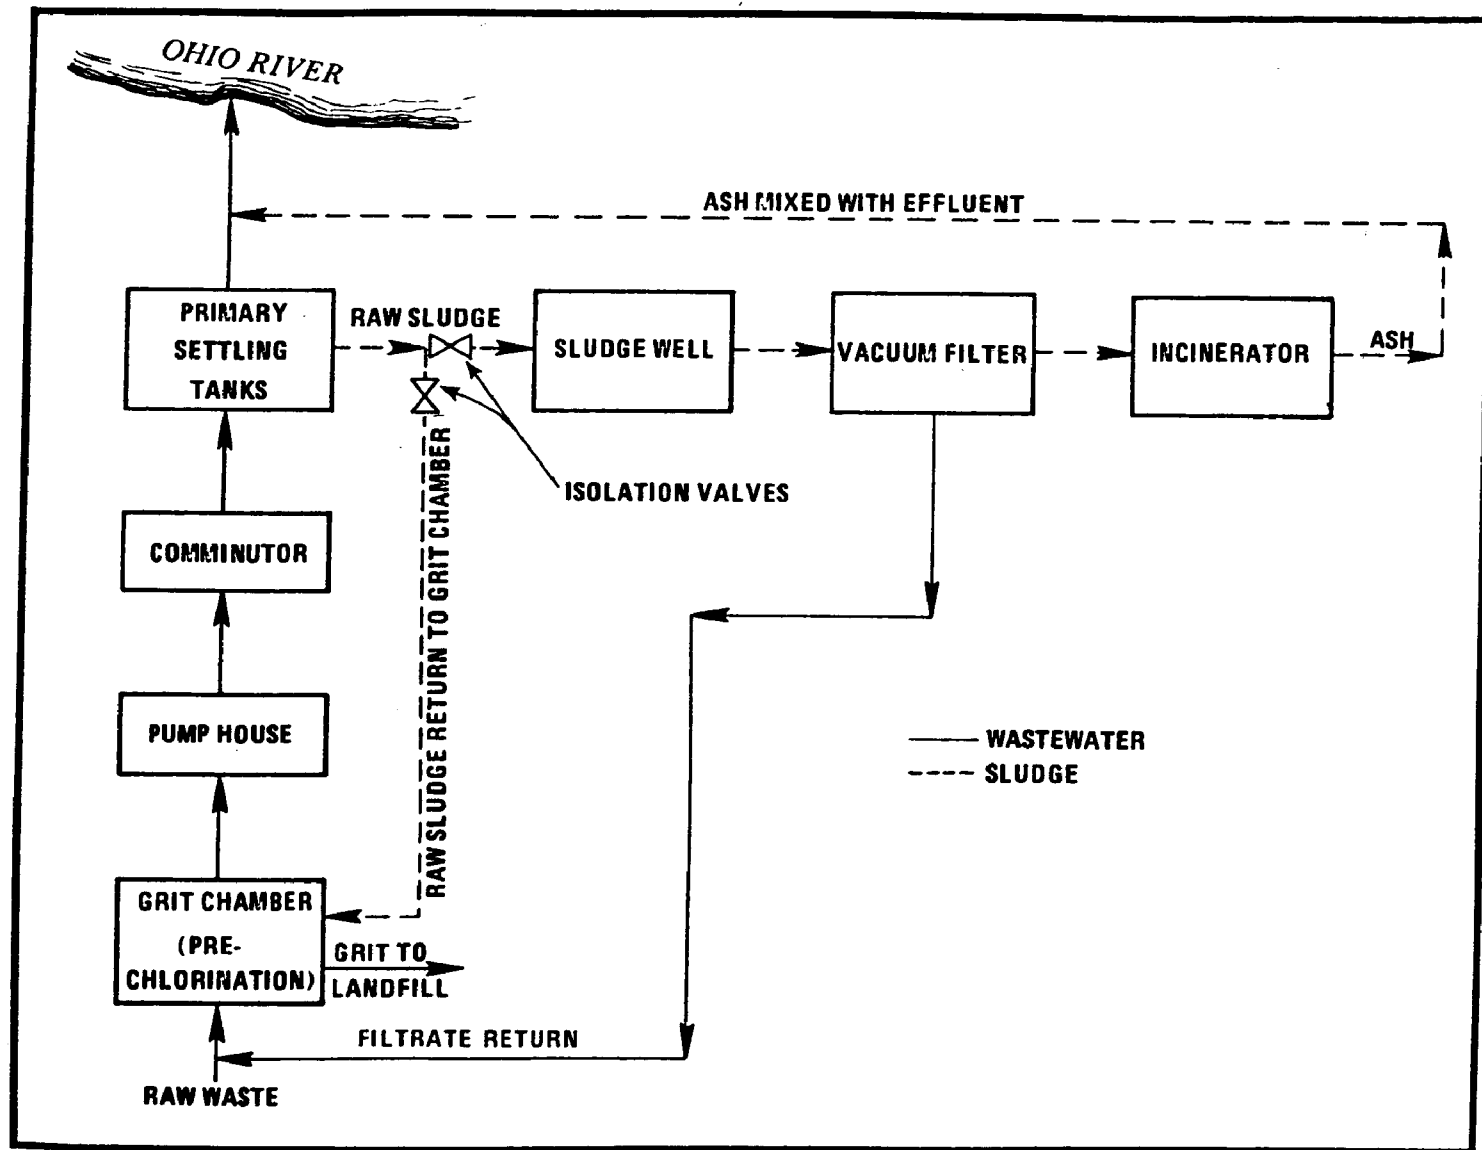 OHIO RIVER
ASH MIXED WITH EFFLUENT
PRIMARY
SETTLING
TANKS
RAW SLUDGE
SLUDGE WELL
VACUUM FILTER
INCINERATOR
ASH
ISOLATION VALVES
RAW SLUDGE RETURN TO GRIT CHAMBER
COMMINUTOR
PUMP HOUSE
WASTEWATER
SLUDGE
GRIT CHAMBER
(PRE-
CHLORINATION)
GRIT TO
LANDFILL
FILTRATE RETURN
RAW WASTE